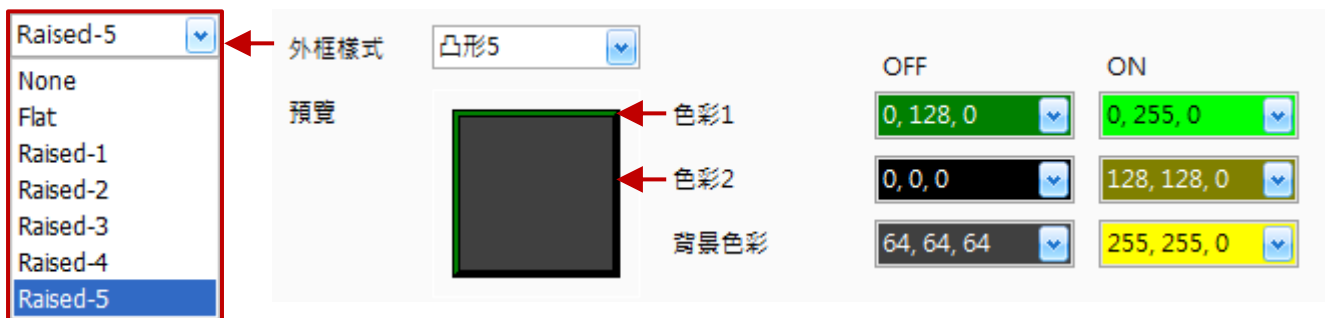 Raised-5
None
Flat
Raised-1
Raised-2
Raised-3
Raised-4
Raised-5
外框樣式 凸形5
OFF ON
預覽 色彩1 0, 128, 0 0, 255, 0
色彩2 0, 0, 0 128, 128, 0
背景色彩 64, 64, 64 255, 255, 0